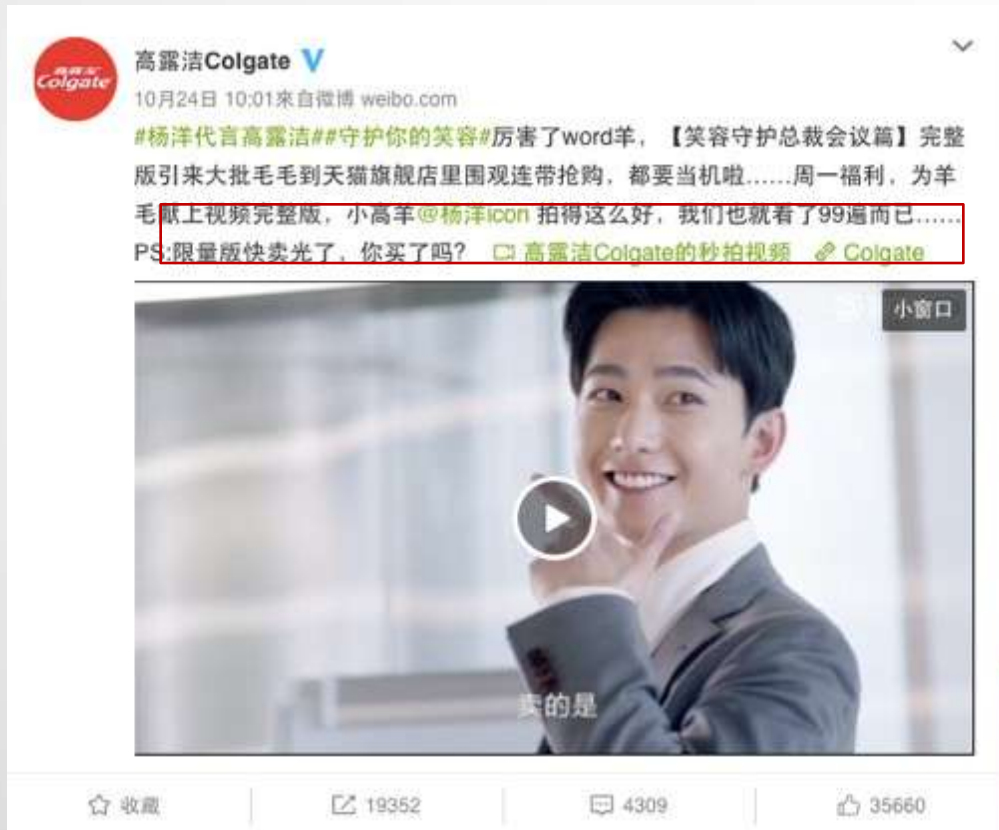 高露洁
Colgate
高露洁Colgate V
10月24日 10:01來自微博 weibo.com
#杨洋代言高露洁##守护你的笑容#厉害了word羊，【笑容守护总裁会议篇】完整
版引来大批毛毛到天猫旗舰店里围观连带抢购，都要当机啦……周一福利，为羊
毛献上视频完整版，小高羊@杨洋icon 拍得这么好，我们也就看了99遍而已……
PS:限量版快卖光了，你买了吗？ 高露洁Colgate的秒拍视频 Colgate
小窗口
卖的是
收藏 19352 4309 35660